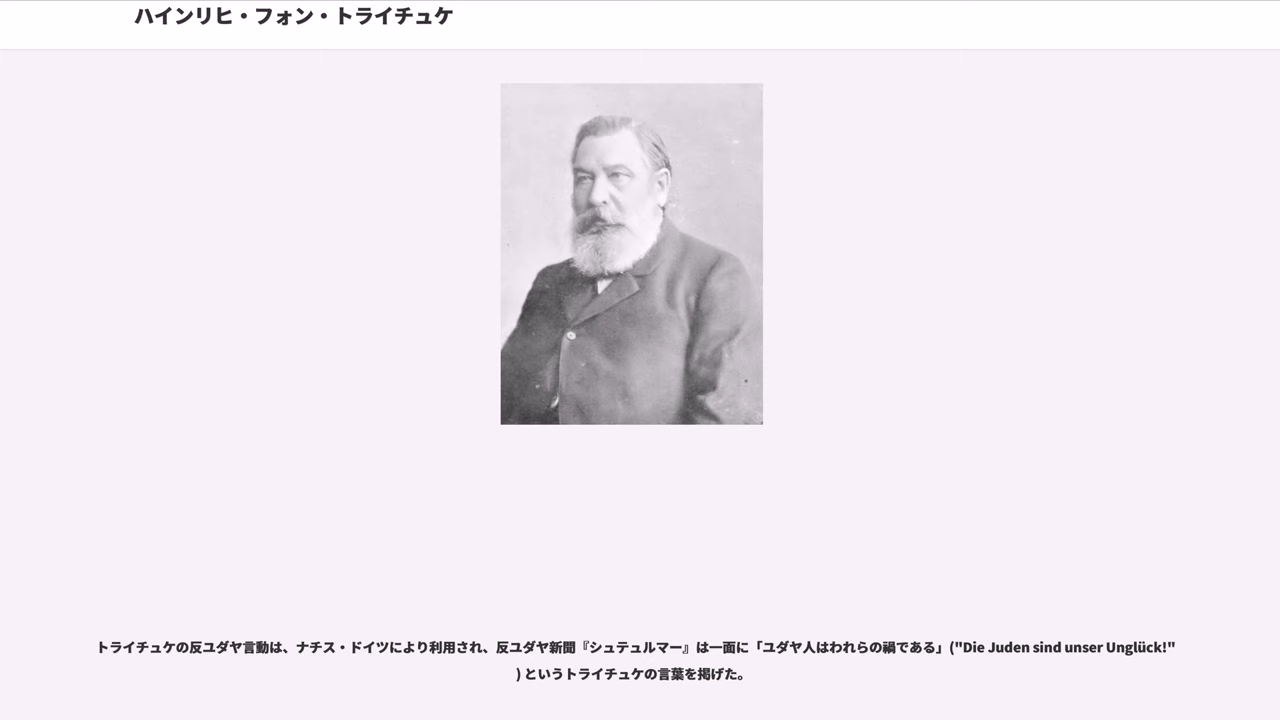 ハインリヒ・フォン・トライチュケ
トライチュケの反ユダヤ言動は、ナチス・ドイツにより利用され、反ユダヤ新聞『シュテュルマー』は一面に「ユダヤ人はわれらの禍である」("Die Juden sind unser Unglück!"
) というトライチュケの言葉を掲げた。